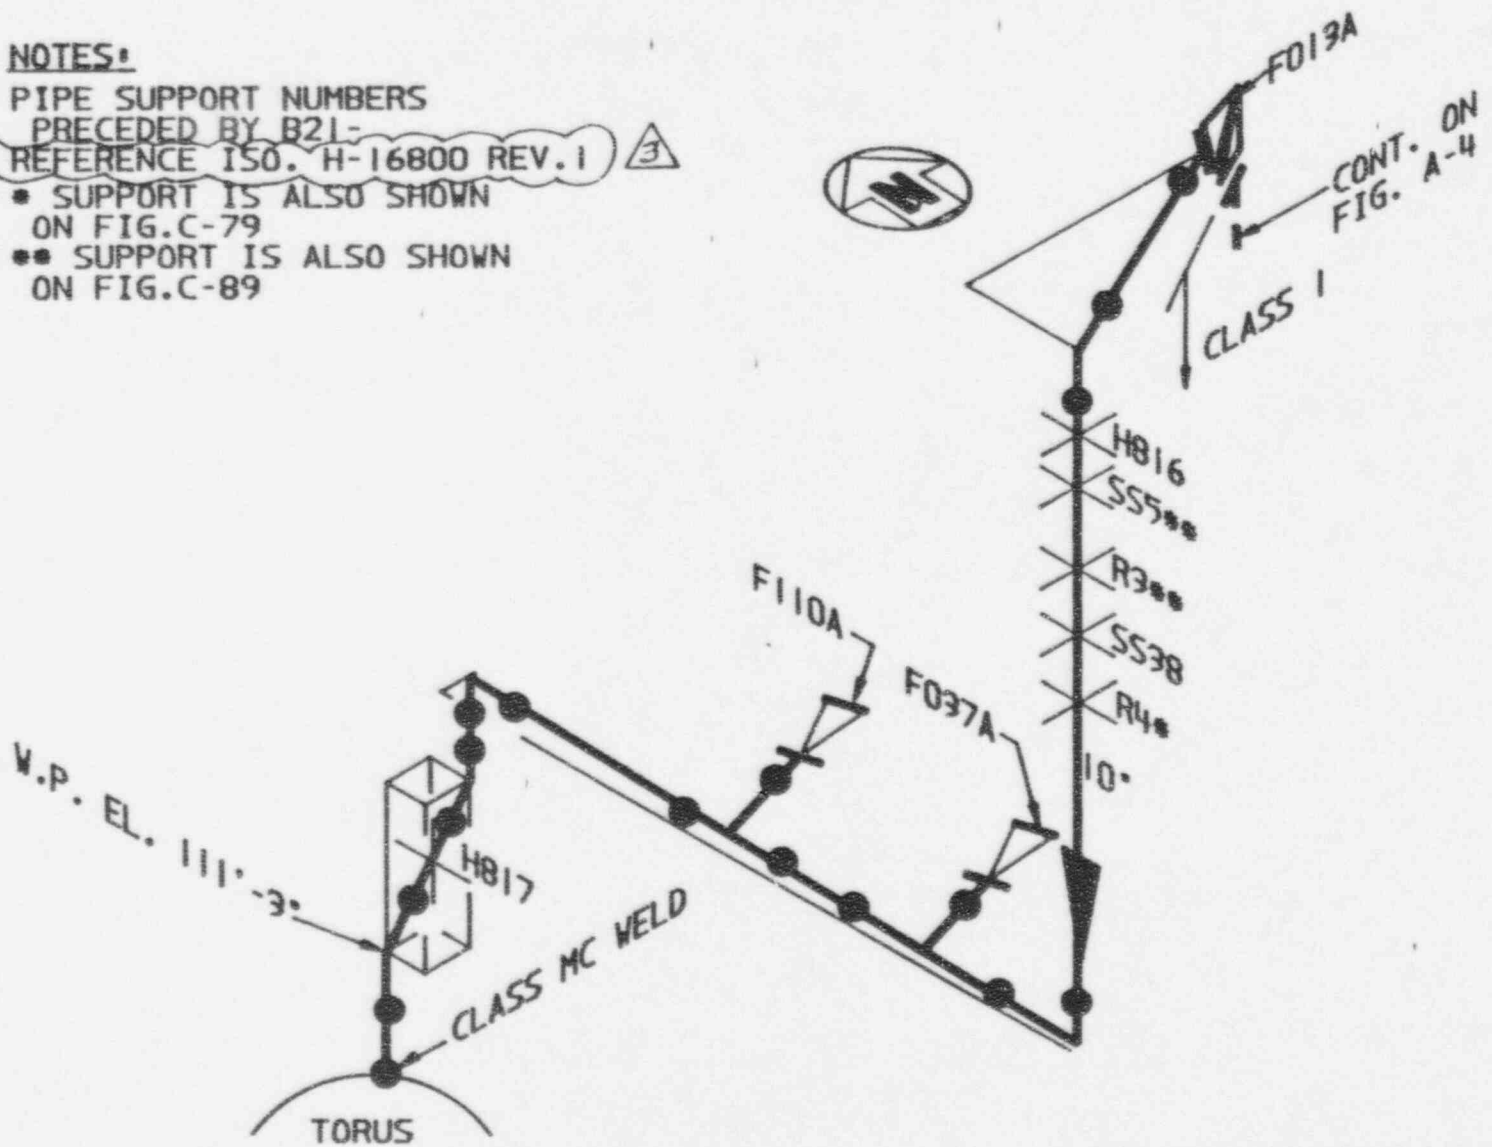 NOTES:
PIPE SUPPORT NUMBERS
PRECEDED BY B21-
REFERENCE ISO. H-16800 REV.1
3
* SUPPORT IS ALSO SHOWN
ON FIG.C-79
** SUPPORT IS ALSO SHOWN
ON FIG.C-89
N
F013A
CONT. ON
FIG. A-4
CLASS 1
H816
SS5**
R3**
SS38
R4*
10"
F110A
F037A
W.P. EL. 111'-3"
H817
CLASS MC WELD
TORUS